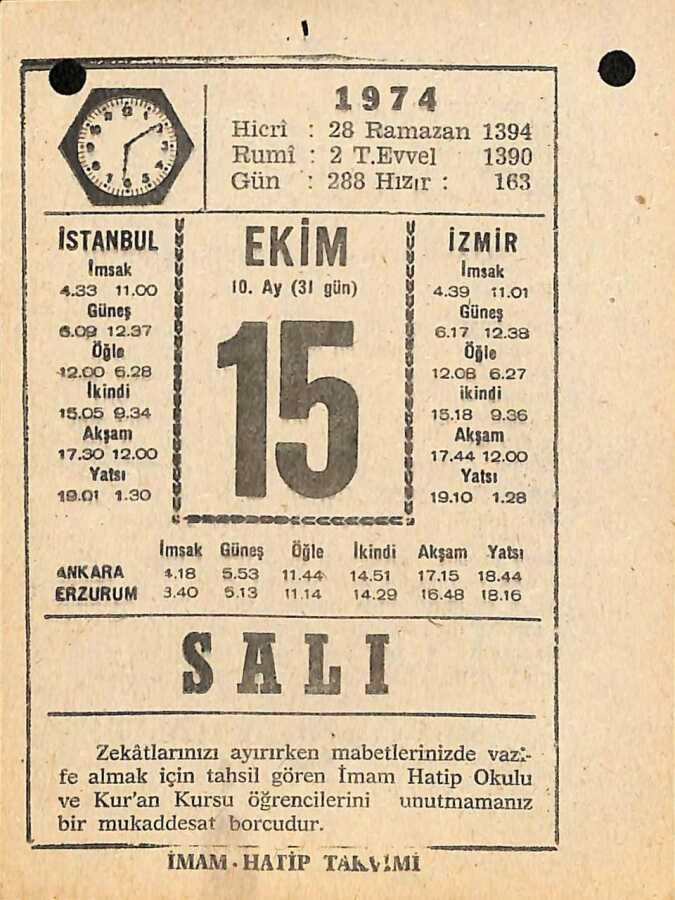 1974
Hicrî : 28 Ramazan 1394
Rumî : 2 T.Evvel 1390
Gün : 288 Hızır : 163
İSTANBUL
İmsak
4.33 11.00
Güneş
6.09 12.37
Öğle
12.00 6.28
İkindi
15.05 9.34
Akşam
17.30 12.00
Yatsı
19.01 1.30
EKİM
10. Ay (31 gün)
15
İZMİR
İmsak
4.39 11.01
Güneş
6.17 12.38
Öğle
12.08 6.27
ikindi
15.18 9.36
Akşam
17.44 12.00
Yatsı
19.10 1.28
İmsak Güneş Öğle İkindi Akşam Yatsı
ANKARA 4.18 5.53 11.44 14.51 17.15 18.44
ERZURUM 3.40 5.13 11.14 14.29 16.48 18.16
SALI
Zekâtlarınızı ayırırken mabetlerinizde vazi-
fe almak için tahsil gören İmam Hatip Okulu
ve Kur'an Kursu öğrencilerini unutmamanız
bir mukaddesat borcudur.
İMAM - HATİP TAKVİMİ